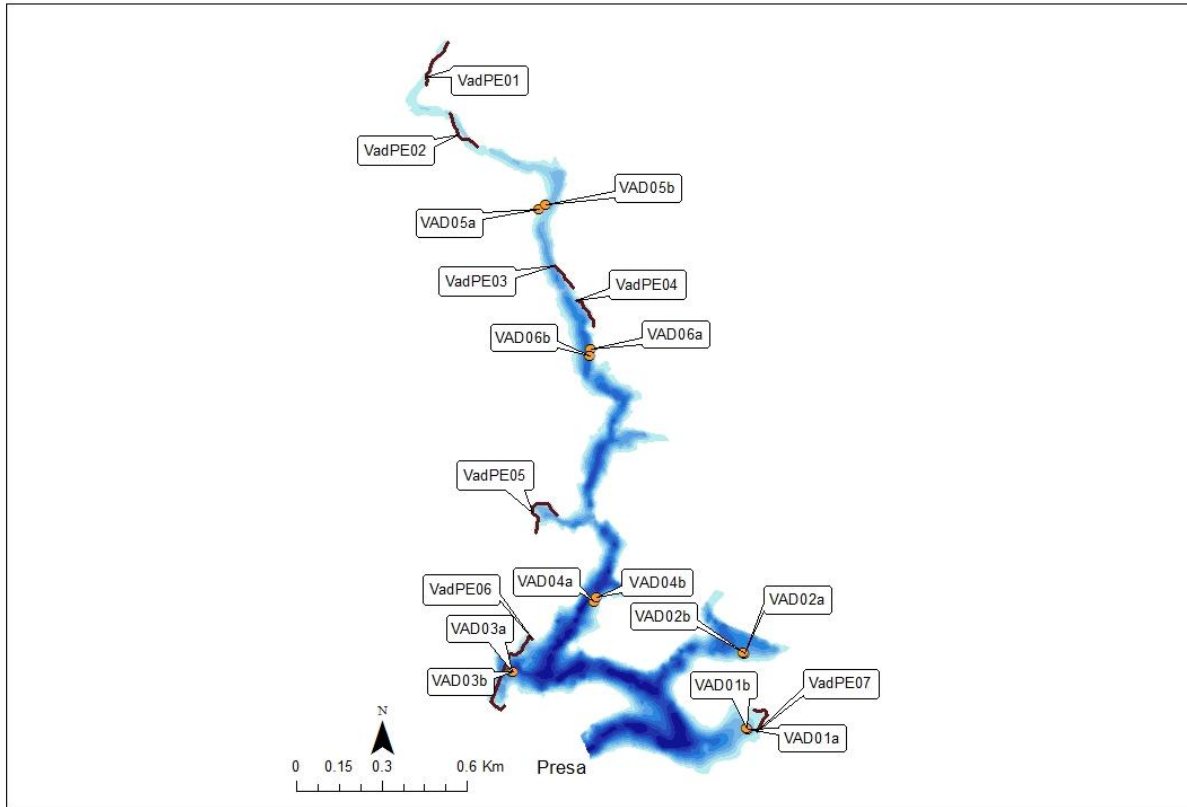 VadPE01
VadPE02
VAD05b
VAD05a
VadPE03
VadPE04
VAD06b
VAD06a
VadPE05
VadPE06
VAD04a
VAD04b
VAD02a
VAD02b
VAD03a
VAD03b
VAD01b
VadPE07
VAD01a
N
0 0.15 0.3 0.6 Km
Presa